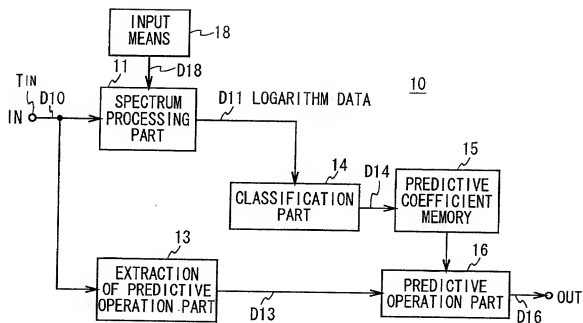 INPUT
MEANS
18
D18
11
TIN
D10
IN
SPECTRUM
PROCESSING
PART
D11 LOGARITHM DATA
10
14
CLASSIFICATION
PART
D14
15
PREDICTIVE
COEFFICIENT
MEMORY
13
EXTRACTION
OF PREDICTIVE
OPERATION PART
D13
16
PREDICTIVE
OPERATION PART
OUT
D16